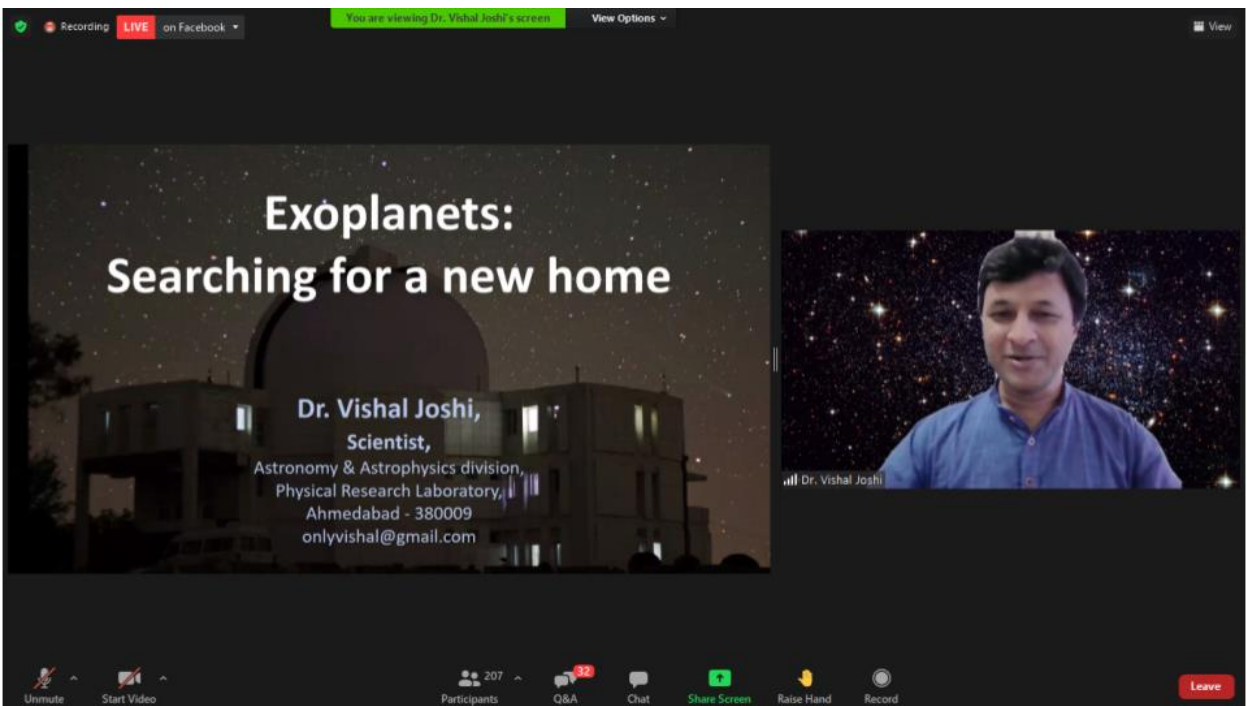 Recording LIVE on Facebook
You are viewing Dr. Vishal Joshi's screen View Options
View
Exoplanets:
Searching for a new home
Dr. Vishal Joshi,
Scientist,
Astronomy & Astrophysics division,
Physical Research Laboratory,
Ahmedabad - 380009
onlyvishal@gmail.com
Dr. Vishal Joshi
Unmute
Start Video
207
Participants
32
Q&A
Chat
Share Screen
Raise Hand
Record
Leave